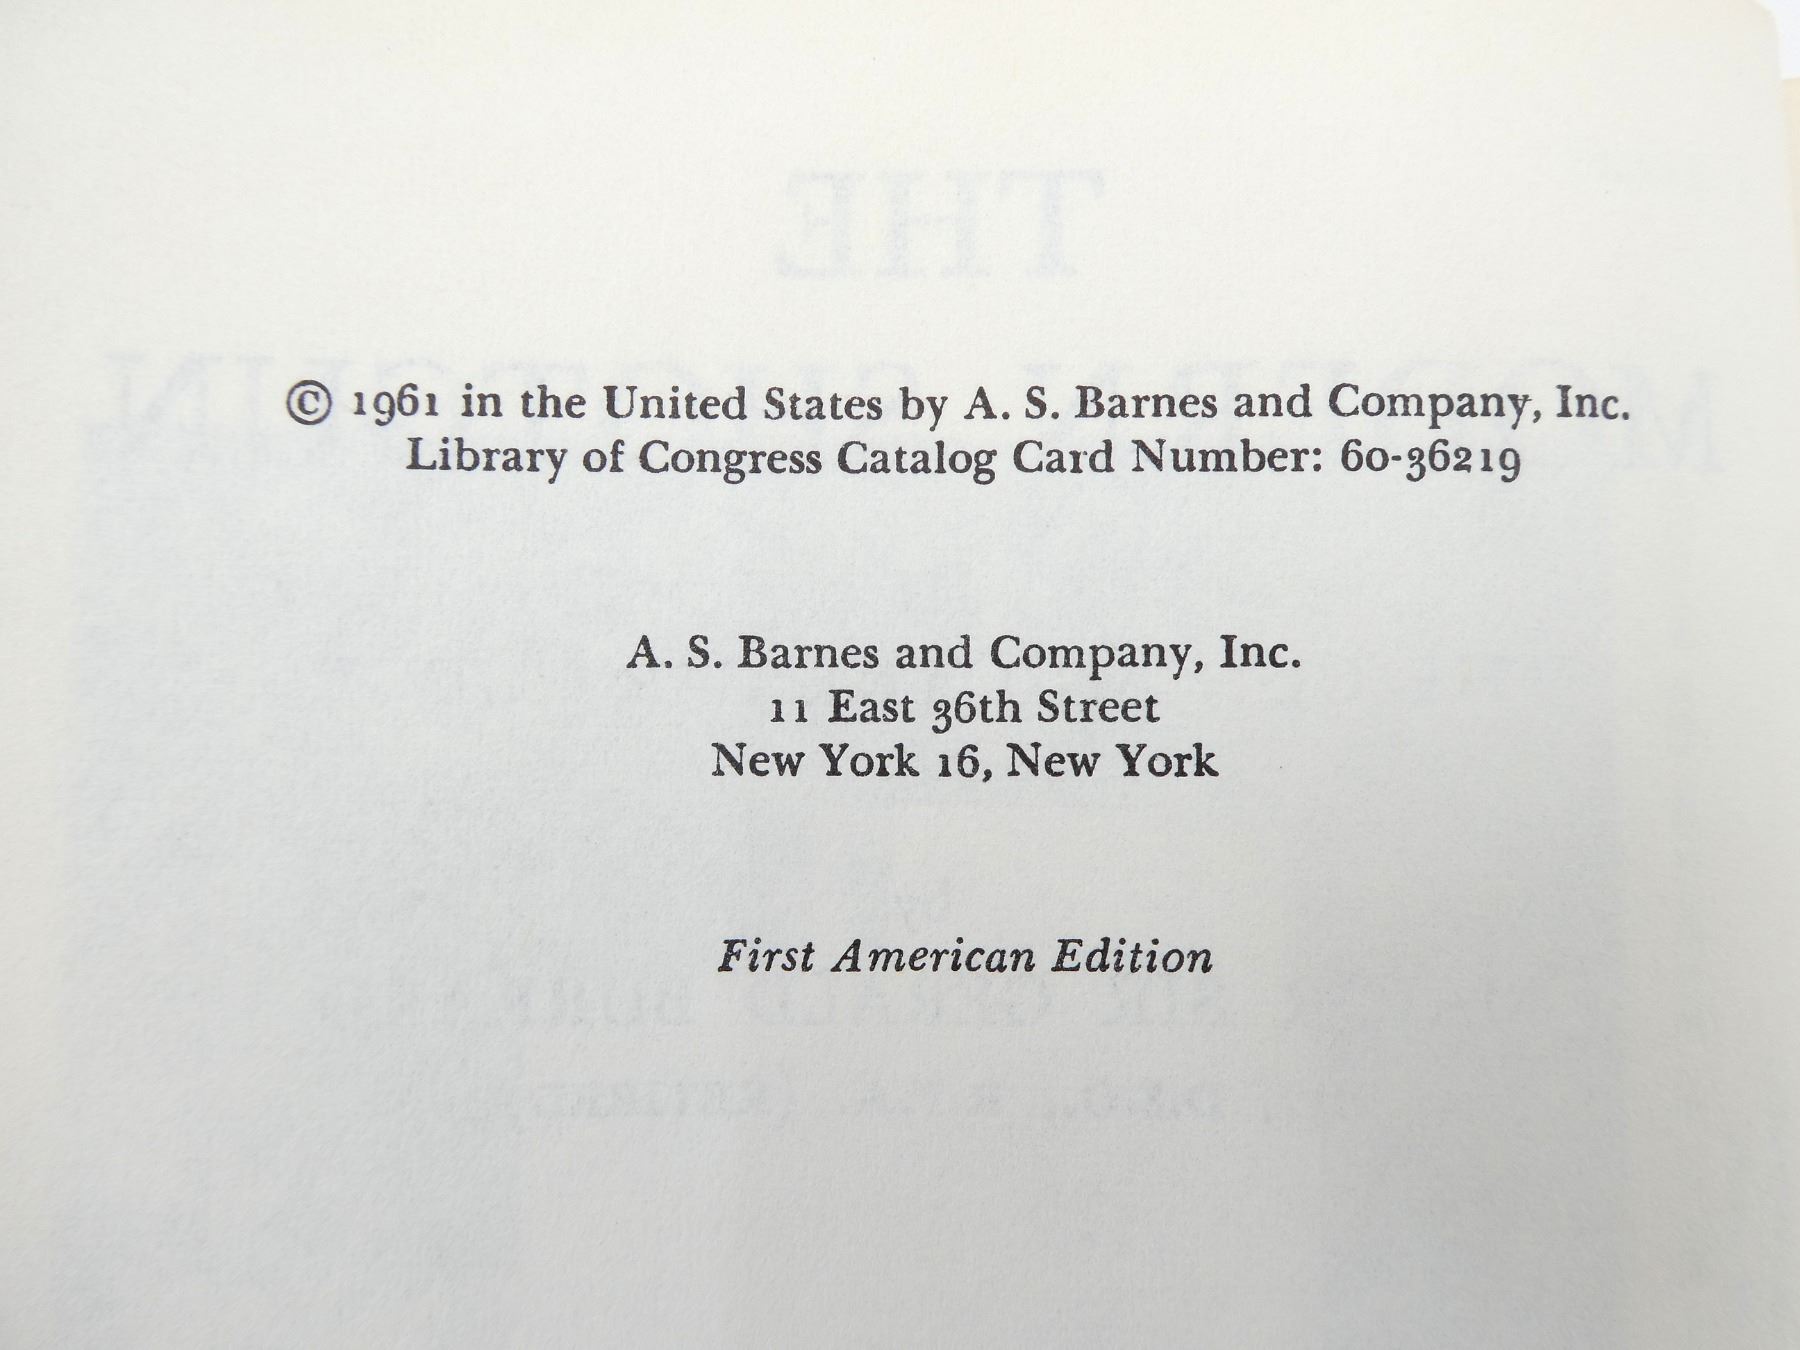 © 1961 in the United States by A. S. Barnes and Company, Inc.
Library of Congress Catalog Card Number: 60-36219
A. S. Barnes and Company, Inc.
11 East 36th Street
New York 16, New York
First American Edition